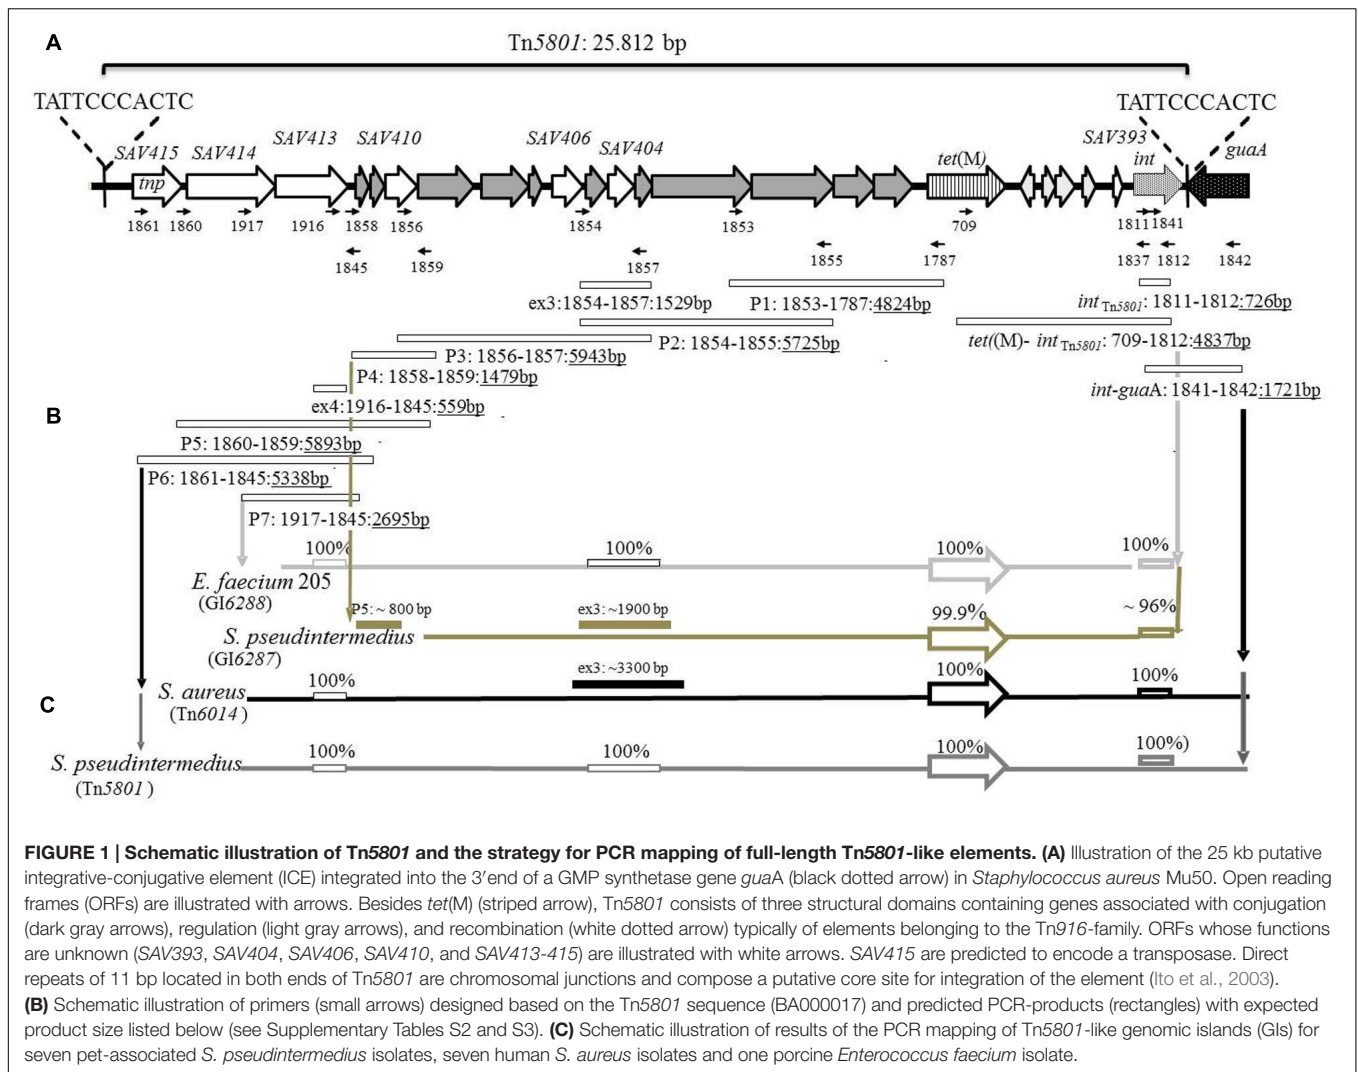 A
Tn5801: 25.812 bp
TATTCCCACTC TATTCCCACTC
SAV415 SAV414 SAV413 SAV410 SAV406 SAV404 SAV393 guaA
tnp tet(M) int
1861 1860 1917 1916 1858 1856 1854 1853 709 1811 1841
1845 1859 1857 1855 1787 1837 1812 1842
ex3:1854-1857:1529bp
P1: 1853-1787:4824bp
int Tn5801: 1811-1812:726bp
P2: 1854-1855:5725bp
tet((M)- int Tn5801: 709-1812:4837bp
P3: 1856-1857:5943bp
P4: 1858-1859:1479bp
int-guaA: 1841-1842:1721bp
ex4:1916-1845:559bp
B
P5: 1860-1859:5893bp
P6: 1861-1845:5338bp
P7: 1917-1845:2695bp
100% 100% 100% 100%
E. faecium 205
(GI6288)
P5: ~ 800 bp ex3: ~1900 bp 99.9% ~ 96%
S. pseudintermedius
(GI6287)
ex3: ~3300 bp
100% 100% 100%
C
S. aureus
(Tn6014 )
100% 100% 100% 100%)
S. pseudintermedius
(Tn5801 )
FIGURE 1 | Schematic illustration of Tn5801 and the strategy for PCR mapping of full-length Tn5801-like elements. (A) Illustration of the 25 kb putative
integrative-conjugative element (ICE) integrated into the 3′end of a GMP synthetase gene guaA (black dotted arrow) in Staphylococcus aureus Mu50. Open reading
frames (ORFs) are illustrated with arrows. Besides tet(M) (striped arrow), Tn5801 consists of three structural domains containing genes associated with conjugation
(dark gray arrows), regulation (light gray arrows), and recombination (white dotted arrow) typically of elements belonging to the Tn916-family. ORFs whose functions
are unknown (SAV393, SAV404, SAV406, SAV410, and SAV413-415) are illustrated with white arrows. SAV415 are predicted to encode a transposase. Direct
repeats of 11 bp located in both ends of Tn5801 are chromosomal junctions and compose a putative core site for integration of the element (Ito et al., 2003).
(B) Schematic illustration of primers (small arrows) designed based on the Tn5801 sequence (BA000017) and predicted PCR-products (rectangles) with expected
product size listed below (see Supplementary Tables S2 and S3). (C) Schematic illustration of results of the PCR mapping of Tn5801-like genomic islands (GIs) for
seven pet-associated S. pseudintermedius isolates, seven human S. aureus isolates and one porcine Enterococcus faecium isolate.